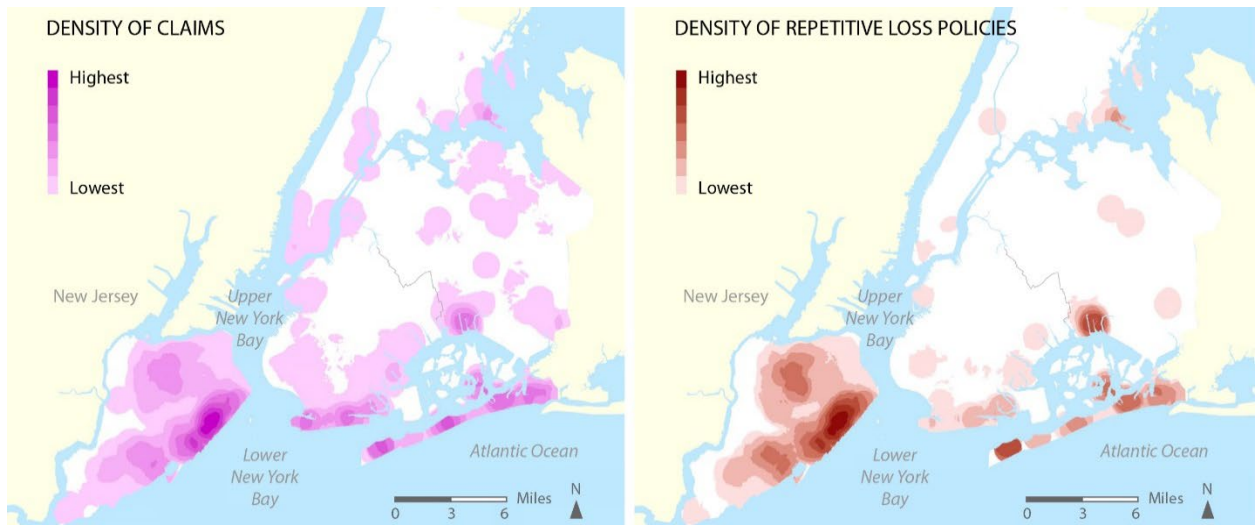 DENSITY OF CLAIMS
Highest
Lowest
New Jersey
Upper
New York
Bay
Lower
New York
Bay
Atlantic Ocean
Miles
0 3 6
N
DENSITY OF REPETITIVE LOSS POLICIES
Highest
Lowest
New Jersey
Upper
New York
Bay
Lower
New York
Bay
Atlantic Ocean
Miles
0 3 6
N